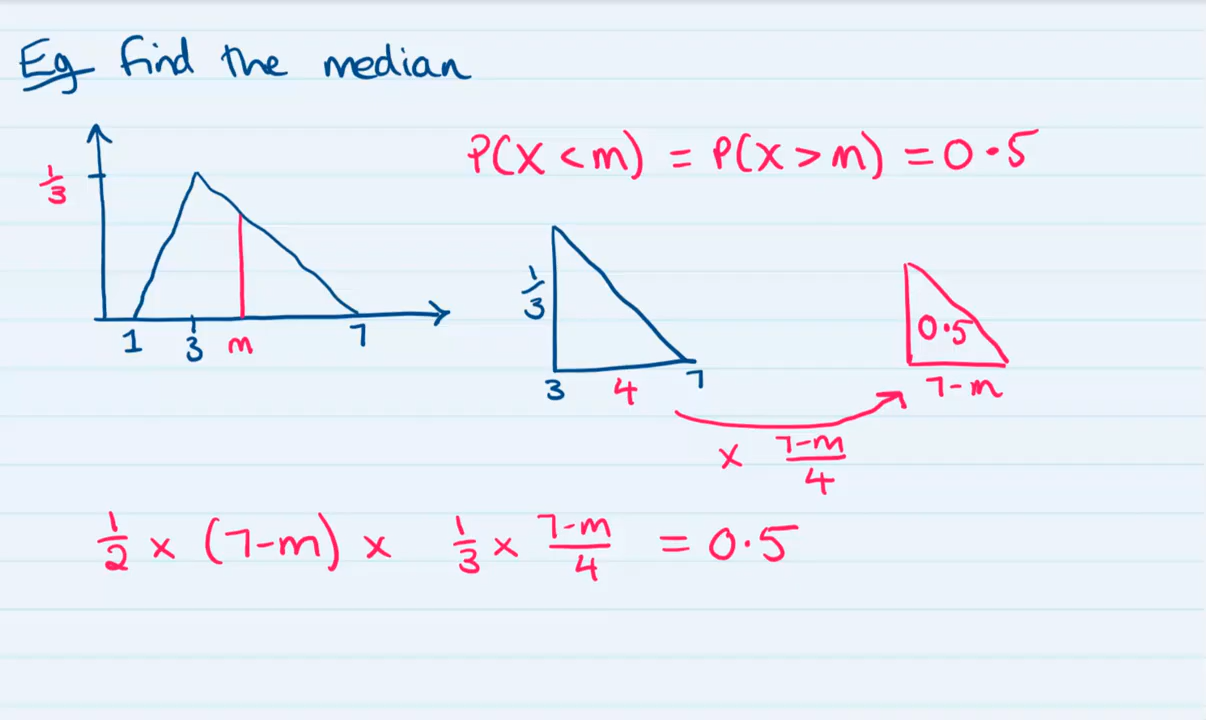 Eg Find the median
P(X < m) = P(X > m) = 0.5
1/3
1 3 m 7
1/3
3 4 7
0.5
7-m
× 7-m/4
1/2 × (7-m) × 1/3 × 7-m/4 = 0.5